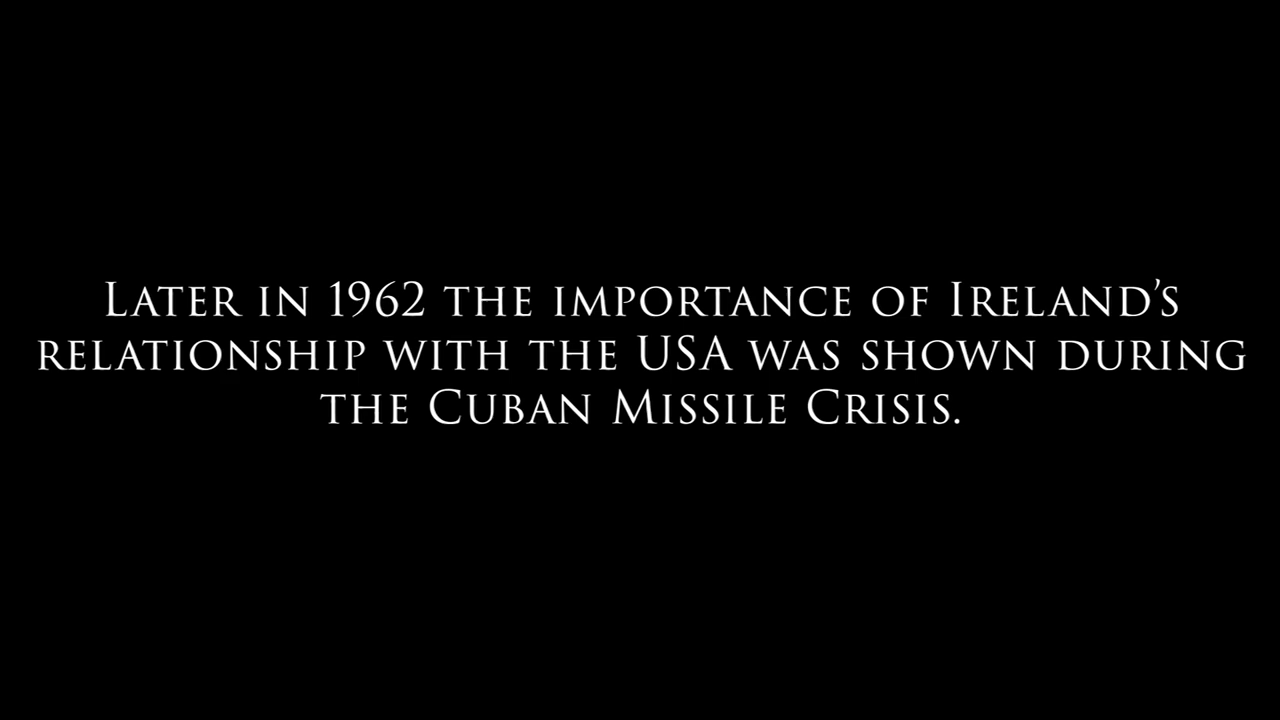 Later in 1962 the importance of Ireland’s
relationship with the USA was shown during
the Cuban Missile Crisis.